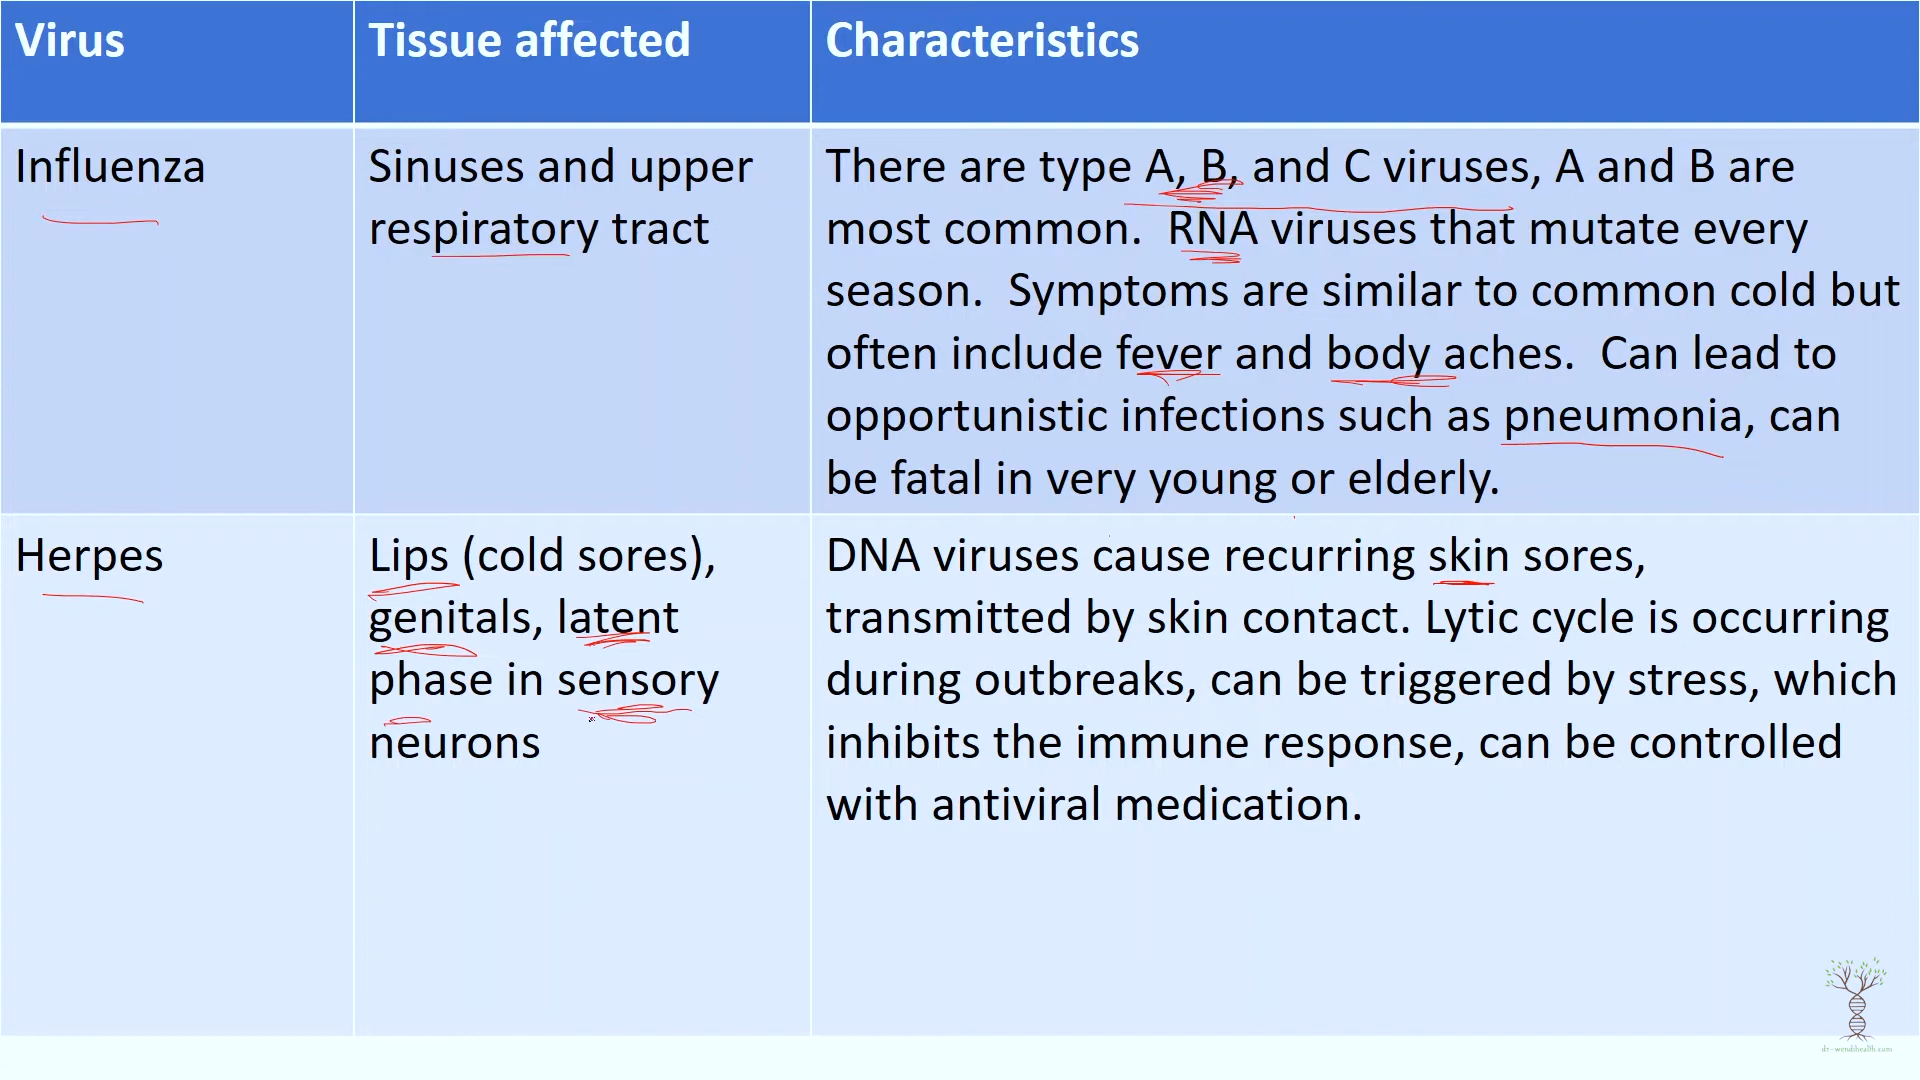 Virus
Tissue affected
Characteristics
Influenza
Sinuses and upper
respiratory tract
There are type A, B, and C viruses, A and B are
most common.  RNA viruses that mutate every
season.  Symptoms are similar to common cold but
often include fever and body aches.  Can lead to
opportunistic infections such as pneumonia, can
be fatal in very young or elderly.
Herpes
Lips (cold sores),
genitals, latent
phase in sensory
neurons
DNA viruses cause recurring skin sores,
transmitted by skin contact. Lytic cycle is occurring
during outbreaks, can be triggered by stress, which
inhibits the immune response, can be controlled
with antiviral medication.
dr-wendihealth.com